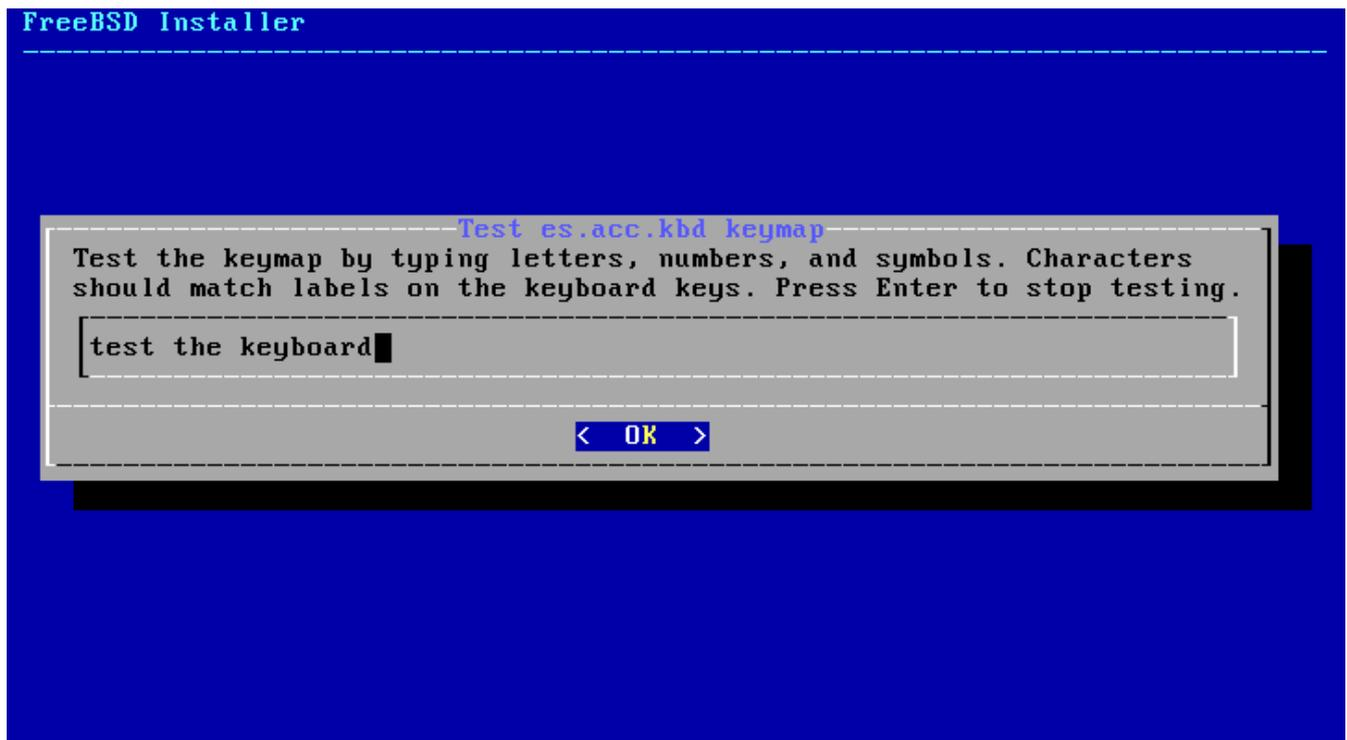 FreeBSD Installer
Test es.acc.kbd keymap
Test the keymap by typing letters, numbers, and symbols. Characters
should match labels on the keyboard keys. Press Enter to stop testing.
test the keyboard
< OK >